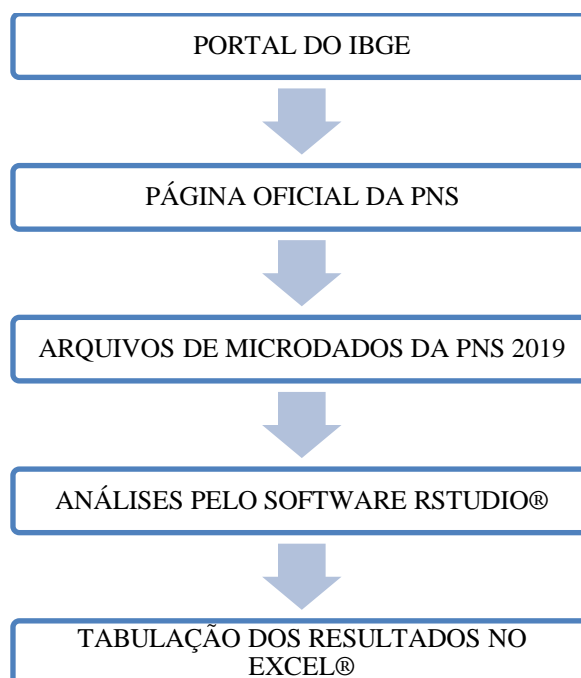 PORTAL DO IBGE
PÁGINA OFICIAL DA PNS
ARQUIVOS DE MICRODADOS DA PNS 2019
ANÁLISES PELO SOFTWARE RSTUDIO®
TABULAÇÃO DOS RESULTADOS NO
EXCEL®